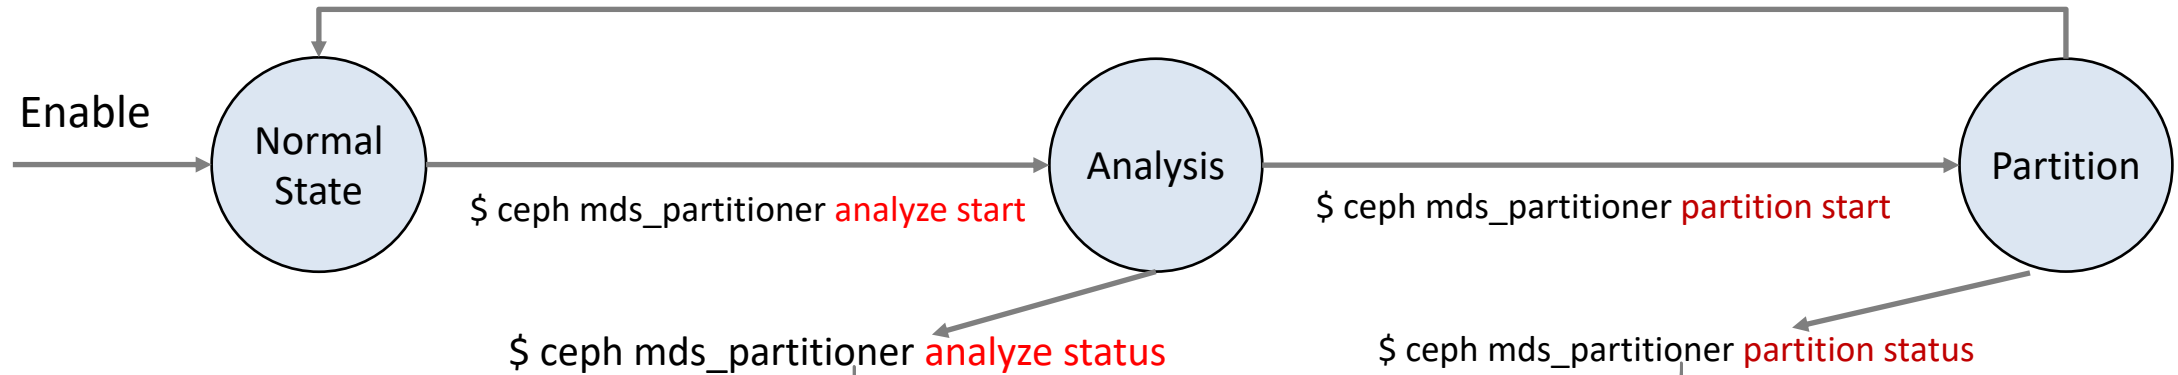 Enable
Normal
State
$ ceph mds_partitioner analyze start
Analysis
$ ceph mds_partitioner partition start
Partition
$ ceph mds_partitioner analyze status
$ ceph mds_partitioner partition status